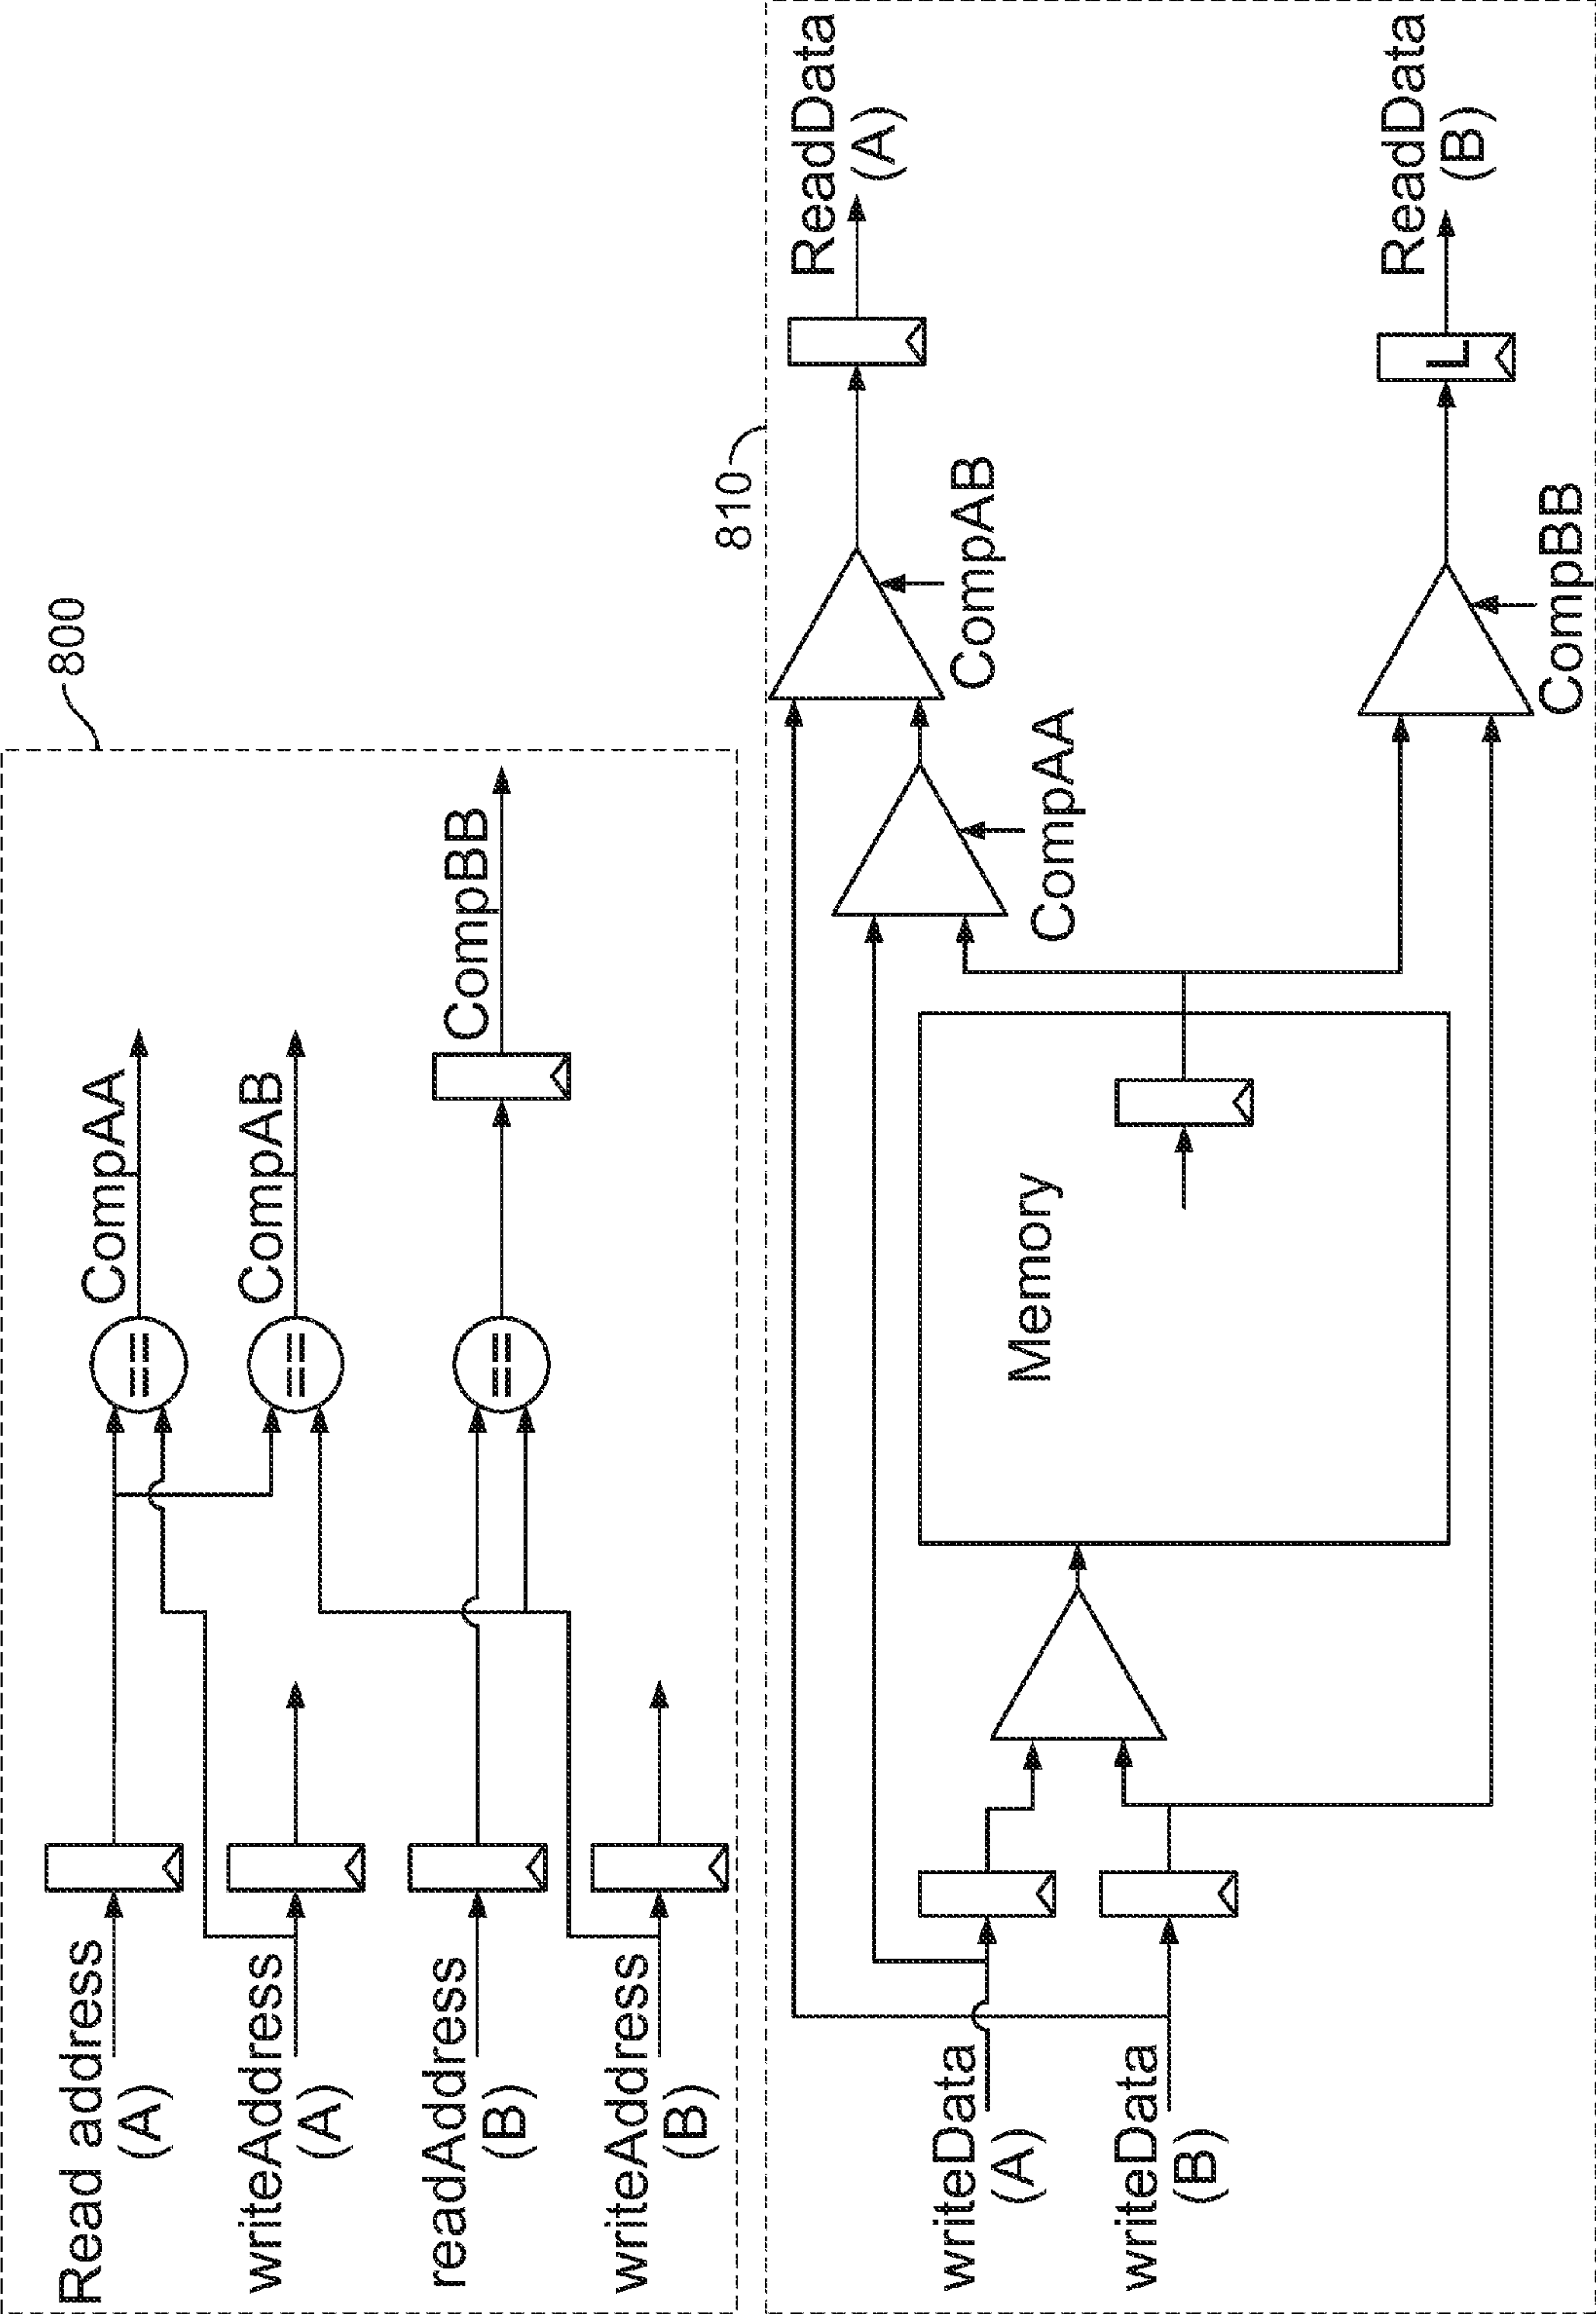 800
Read address
(A)
writeAddress
(A)
readAddress
(B)
writeAddress
(B)
==
==
==
CompAA
CompAB
CompBB
810
writeData
(A)
writeData
(B)
Memory
CompAA
CompAB
CompBB
L
ReadData
(A)
ReadData
(B)